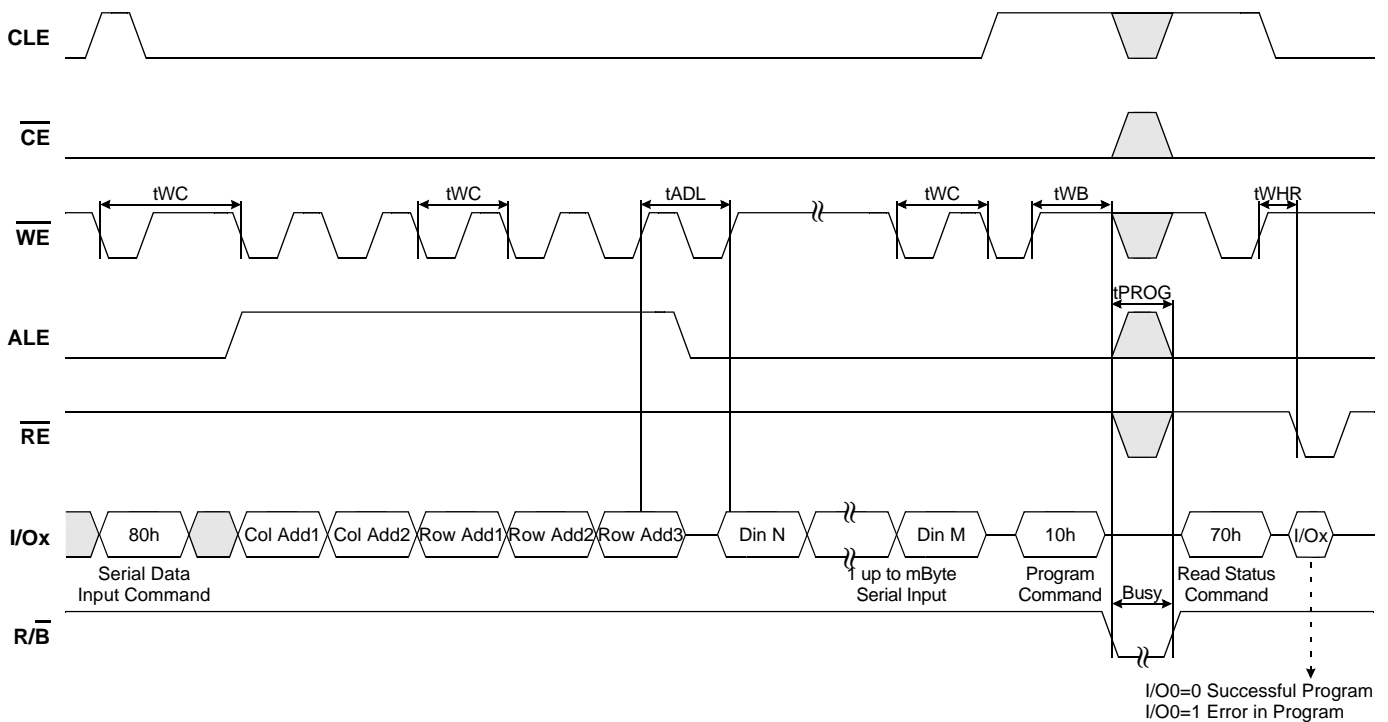 CLE
CE
tWC
tWC
tADL
tWC
tWB
tWHR
WE
tPROG
ALE
RE
I/Ox
80h
Col Add1
Col Add2
Row Add1
Row Add2
Row Add3
Din N
Din M
10h
70h
I/Ox
Serial Data
Input Command
1 up to mByte
Serial Input
Program
Command
Busy
Read Status
Command
R/B
I/O0=0 Successful Program
I/O0=1 Error in Program